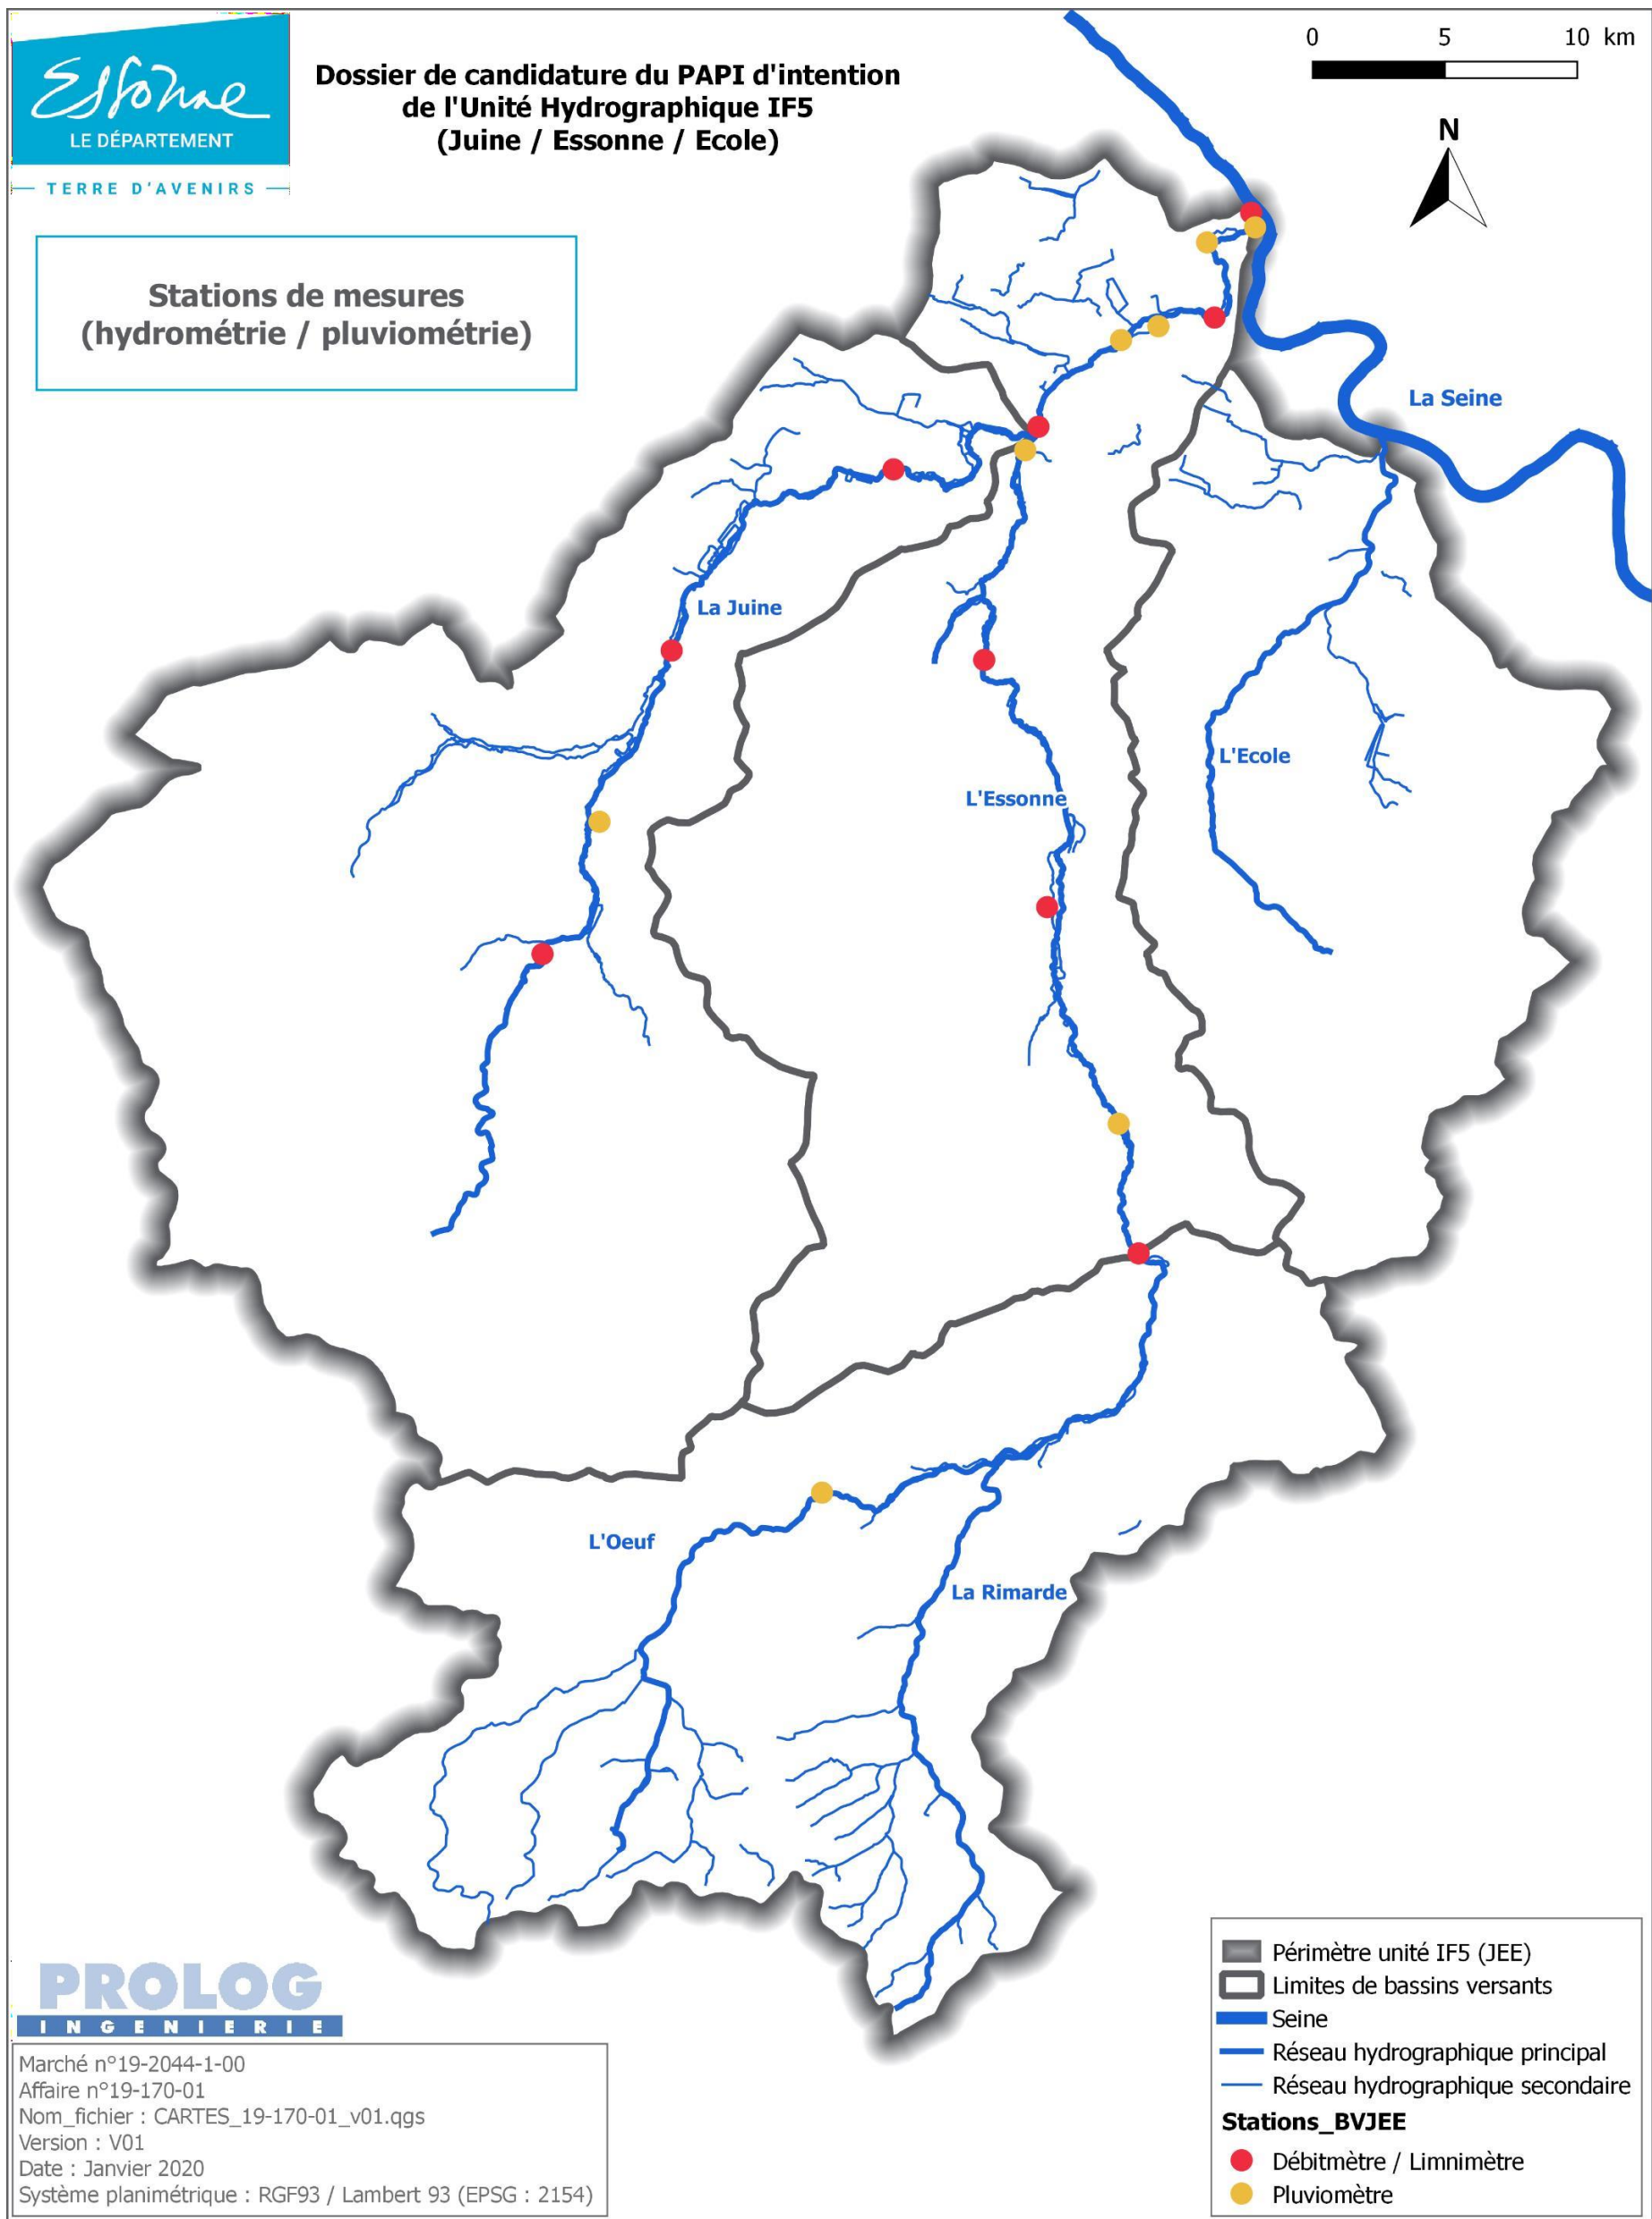 Essonne
LE DÉPARTEMENT
TERRE D'AVENIRS
Dossier de candidature du PAPI d'intention
de l'Unité Hydrographique IF5
(Juine / Essonne / Ecole)
0 5 10 km
N
Stations de mesures
(hydrométrie / pluviométrie)
La Seine
La Juine
L'Ecole
L'Essonne
L'Oeuf
La Rimarde
PROLOG
INGENIERIE
Marché n°19-2044-1-00
Affaire n°19-170-01
Nom_fichier : CARTES_19-170-01_v01.qgs
Version : V01
Date : Janvier 2020
Système planimétrique : RGF93 / Lambert 93 (EPSG : 2154)
Périmètre unité IF5 (JEE)
Limites de bassins versants
Seine
Réseau hydrographique principal
Réseau hydrographique secondaire
Stations_BVJEE
Débitmètre / Limnimètre
Pluviomètre